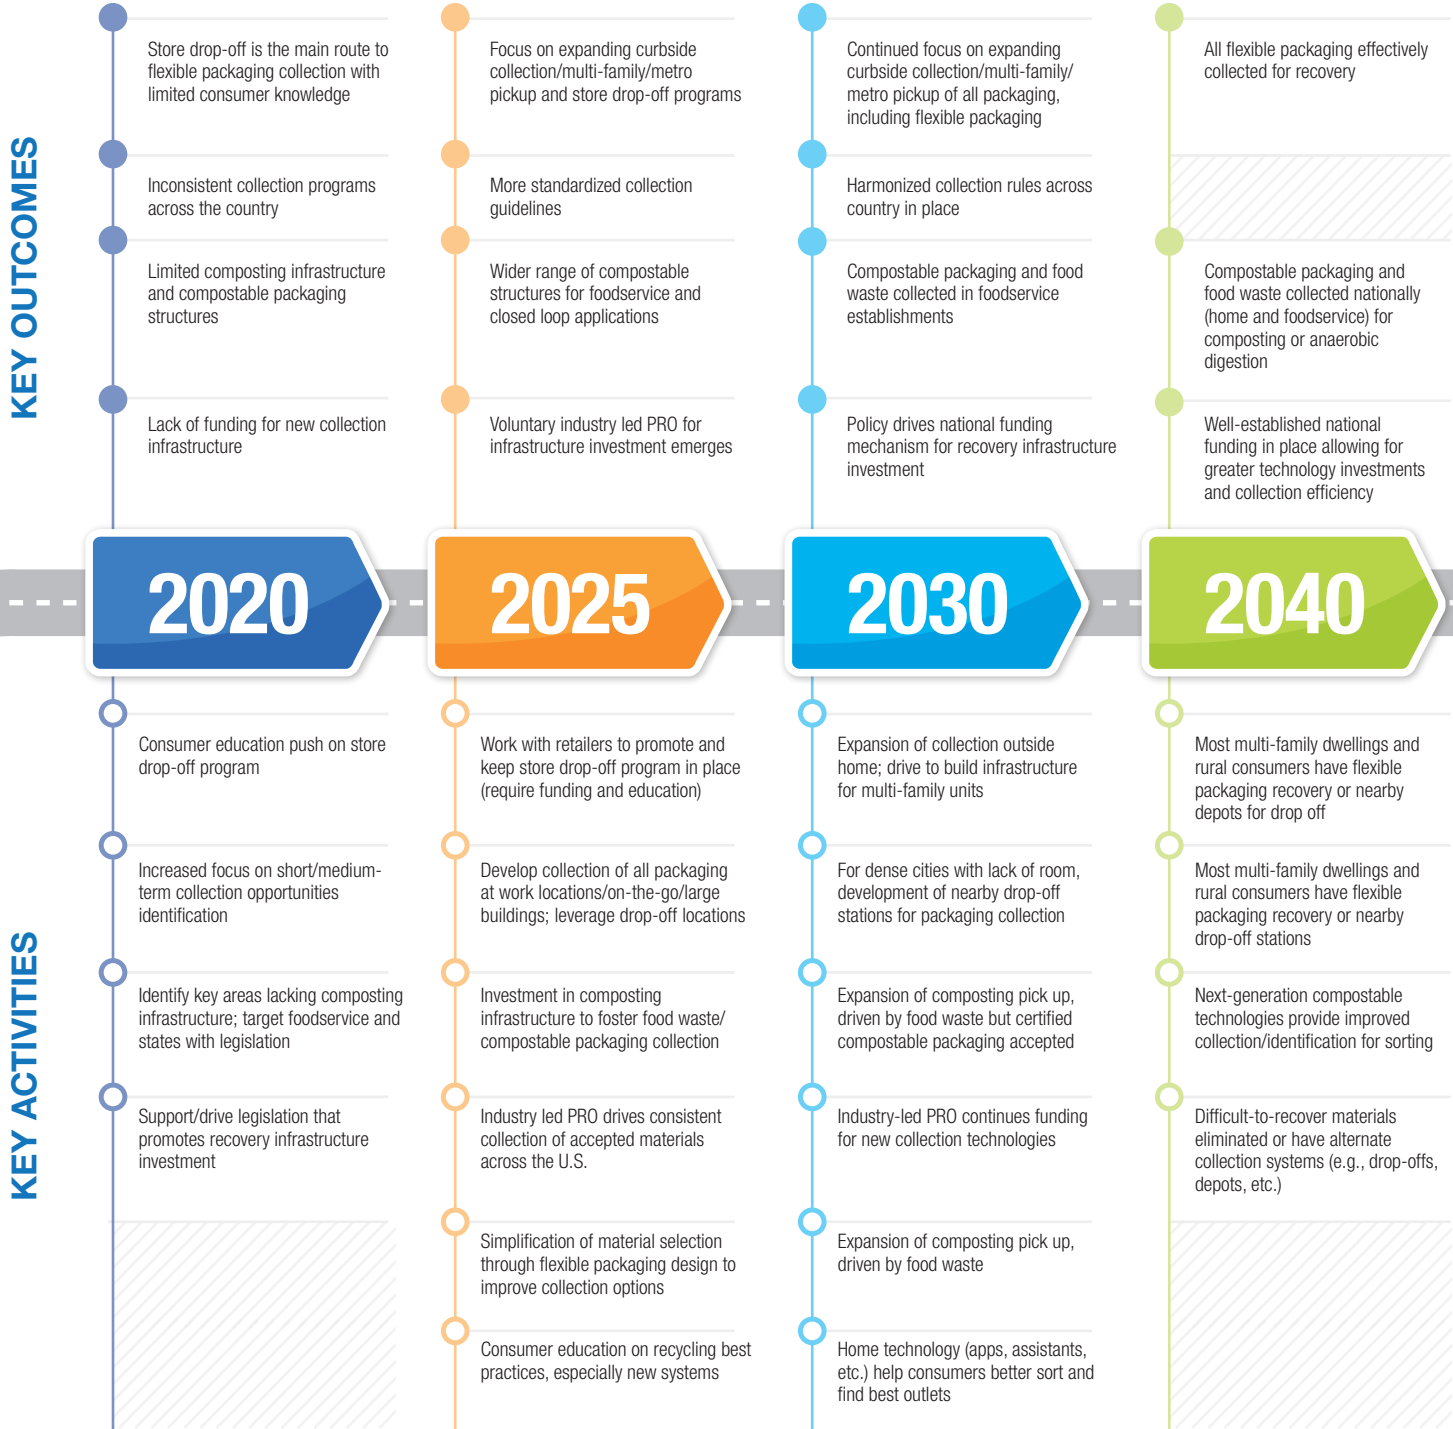 KEY OUTCOMES
Store drop-off is the main route to
flexible packaging collection with
limited consumer knowledge
Inconsistent collection programs
across the country
Limited composting infrastructure
and compostable packaging
structures
Lack of funding for new collection
infrastructure
Focus on expanding curbside
collection/multi-family/metro
pickup and store drop-off programs
More standardized collection
guidelines
Wider range of compostable
structures for foodservice and
closed loop applications
Voluntary industry led PRO for
infrastructure investment emerges
Continued focus on expanding
curbside collection/multi-family/
metro pickup of all packaging,
including flexible packaging
Harmonized collection rules across
country in place
Compostable packaging and food
waste collected in foodservice
establishments
Policy drives national funding
mechanism for recovery infrastructure
investment
All flexible packaging effectively
collected for recovery
Compostable packaging and
food waste collected nationally
(home and foodservice) for
composting or anaerobic
digestion
Well-established national
funding in place allowing for
greater technology investments
and collection efficiency
2020
2025
2030
2040
KEY ACTIVITIES
Consumer education push on store
drop-off program
Increased focus on short/medium-
term collection opportunities
identification
Identify key areas lacking composting
infrastructure; target foodservice and
states with legislation
Support/drive legislation that
promotes recovery infrastructure
investment
Work with retailers to promote and
keep store drop-off program in place
(require funding and education)
Develop collection of all packaging
at work locations/on-the-go/large
buildings; leverage drop-off locations
Investment in composting
infrastructure to foster food waste/
compostable packaging collection
Industry led PRO drives consistent
collection of accepted materials
across the U.S.
Simplification of material selection
through flexible packaging design to
improve collection options
Consumer education on recycling best
practices, especially new systems
Expansion of collection outside
home; drive to build infrastructure
for multi-family units
For dense cities with lack of room,
development of nearby drop-off
stations for packaging collection
Expansion of composting pick up,
driven by food waste but certified
compostable packaging accepted
Industry-led PRO continues funding
for new collection technologies
Expansion of composting pick up,
driven by food waste
Home technology (apps, assistants,
etc.) help consumers better sort and
find best outlets
Most multi-family dwellings and
rural consumers have flexible
packaging recovery or nearby
depots for drop off
Most multi-family dwellings and
rural consumers have flexible
packaging recovery or nearby
drop-off stations
Next-generation compostable
technologies provide improved
collection/identification for sorting
Difficult-to-recover materials
eliminated or have alternate
collection systems (e.g., drop-offs,
depots, etc.)